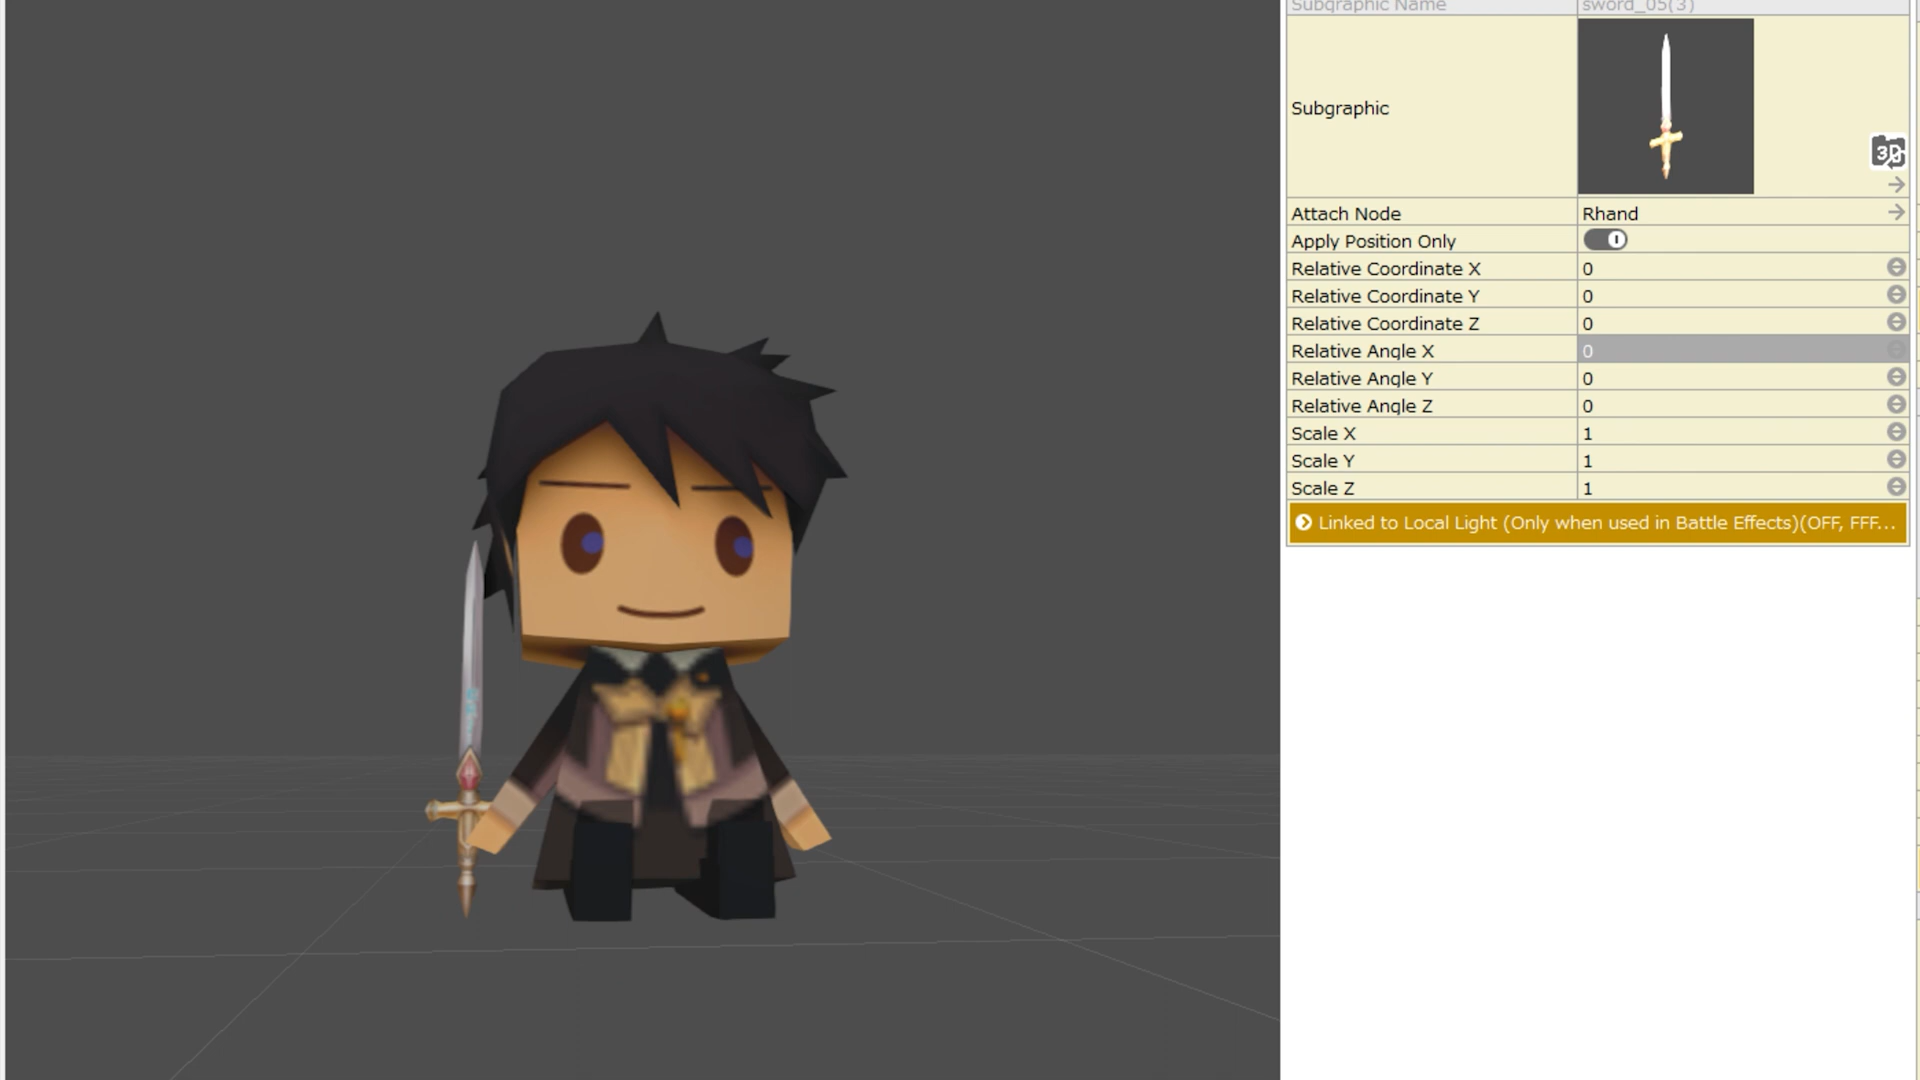 Subgraphic Name sword_05(3)
Subgraphic
3D
Attach Node Rhand
Apply Position Only
Relative Coordinate X 0
Relative Coordinate Y 0
Relative Coordinate Z 0
Relative Angle X 0
Relative Angle Y 0
Relative Angle Z 0
Scale X 1
Scale Y 1
Scale Z 1
Linked to Local Light (Only when used in Battle Effects)(OFF, FFF...